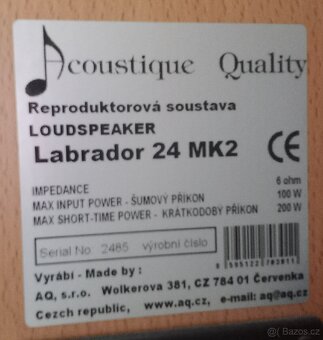 Acoustique Quality
Reproduktorová soustava
LOUDSPEAKER
Labrador 24 MK2
CE
IMPEDANCE 6 ohm
MAX INPUT POWER - ŠUMOVÝ PŘÍKON 100 W
MAX SHORT-TIME POWER - KRATKODOBÝ PŘÍKON 200 W
Serial No 2485 výrobní číslo
Vyrábí - Made by :
AQ, s.r.o. Wolkerova 381, CZ 784 01 Červenka
Cezch republic, www.aq.cz, e-mail: aq@aq.cz
Bazos.cz